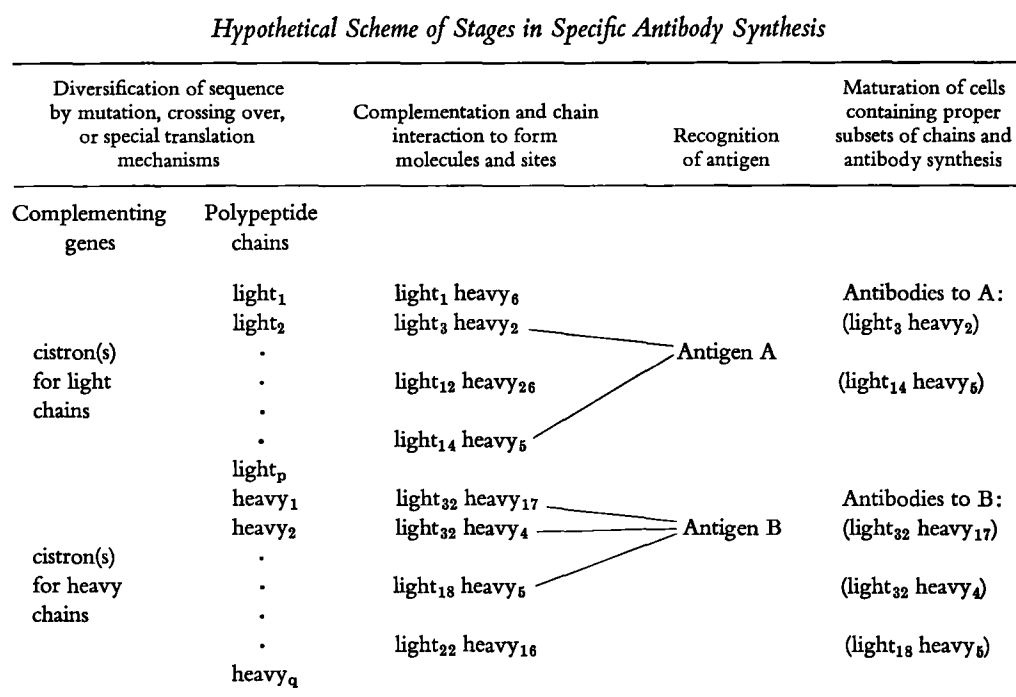 Hypothetical Scheme of Stages in Specific Antibody Synthesis
Diversification of sequence
by mutation, crossing over,
or special translation
mechanisms
Complementation and chain
interaction to form
molecules and sites
Recognition
of antigen
Maturation of cells
containing proper
subsets of chains and
antibody synthesis
Complementing
genes
Polypeptide
chains
light₁ light₁ heavy₆ Antibodies to A:
light₂ light₃ heavy₂ (light₃ heavy₂)
cistron(s) . Antigen A
for light . light₁₂ heavy₂₆ (light₁₄ heavy₅)
chains .
. light₁₄ heavy₅
lightₚ
heavy₁ light₃₂ heavy₁₇ Antibodies to B:
heavy₂ light₃₂ heavy₄ Antigen B (light₃₂ heavy₁₇)
cistron(s) .
for heavy . light₁₈ heavy₅ (light₃₂ heavy₄)
chains .
. light₂₂ heavy₁₆ (light₁₈ heavy₅)
heavy_q